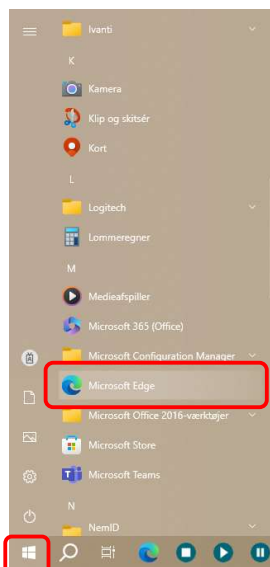 Ivanti
K
Kamera
Klip og skitsér
Kort
L
Logitech
Lommeregner
M
Medieafspiller
Microsoft 365 (Office)
Microsoft Configuration Manager
Microsoft Edge
Microsoft Office 2016-værktøjer
Microsoft Store
Microsoft Teams
N
NemID